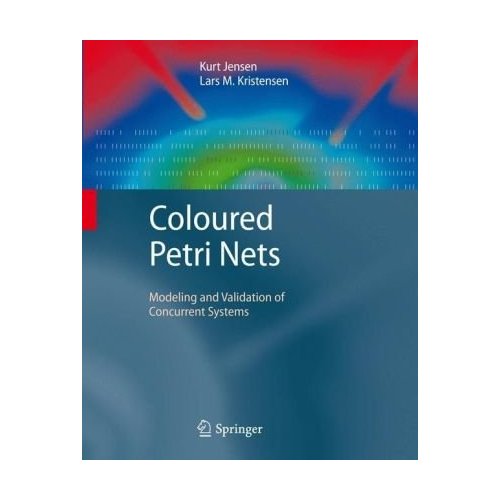 Kurt Jensen
Lars M. Kristensen
Coloured
Petri Nets
Modeling and Validation of
Concurrent Systems
Springer